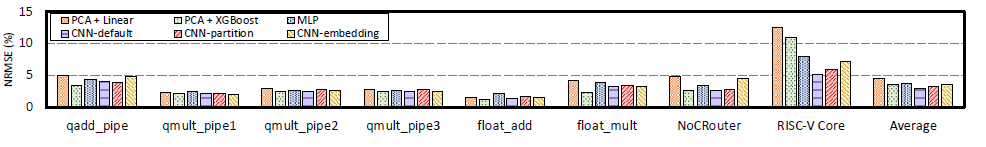 15
10
5
0
NRMSE (%)
PCA + Linear PCA + XGBoost MLP
CNN-default CNN-partition CNN-embedding
qadd_pipe qmult_pipe1 qmult_pipe2 qmult_pipe3 float_add float_mult NoCRouter RISC-V Core Average